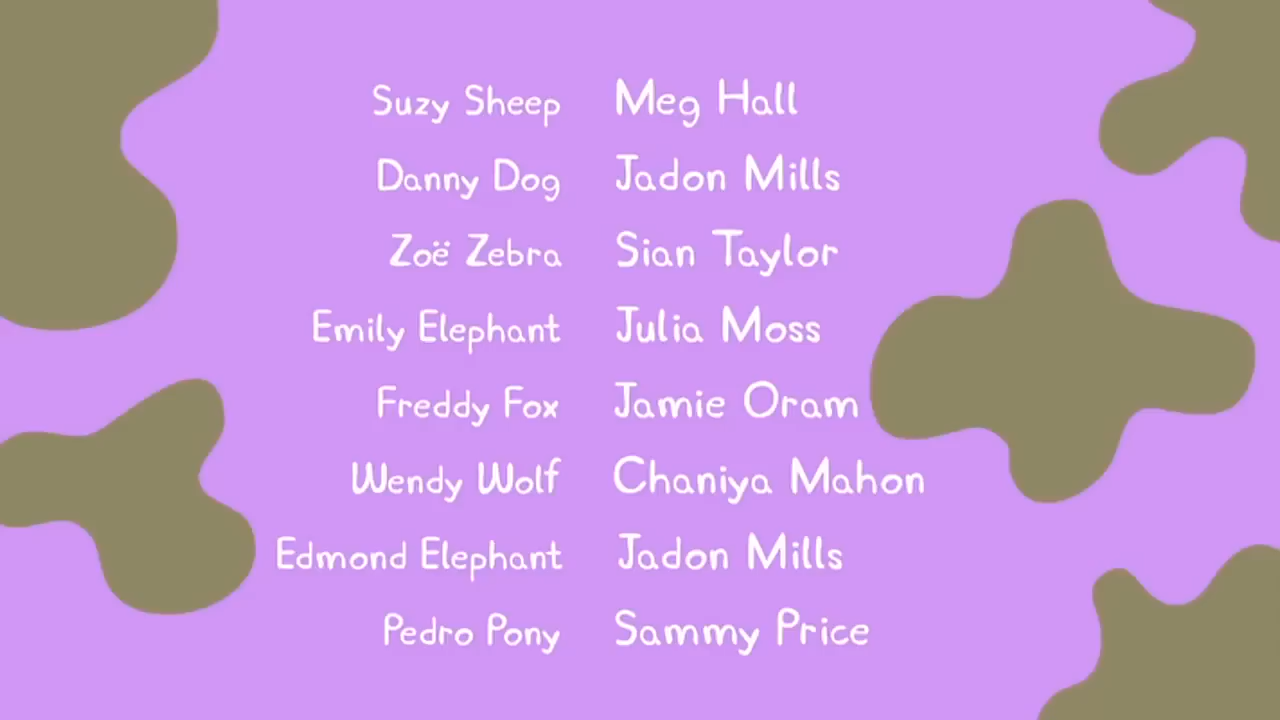 Suzy Sheep Meg Hall
Danny Dog Jadon Mills
Zoë Zebra Sian Taylor
Emily Elephant Julia Moss
Freddy Fox Jamie Oram
Wendy Wolf Chaniya Mahon
Edmond Elephant Jadon Mills
Pedro Pony Sammy Price